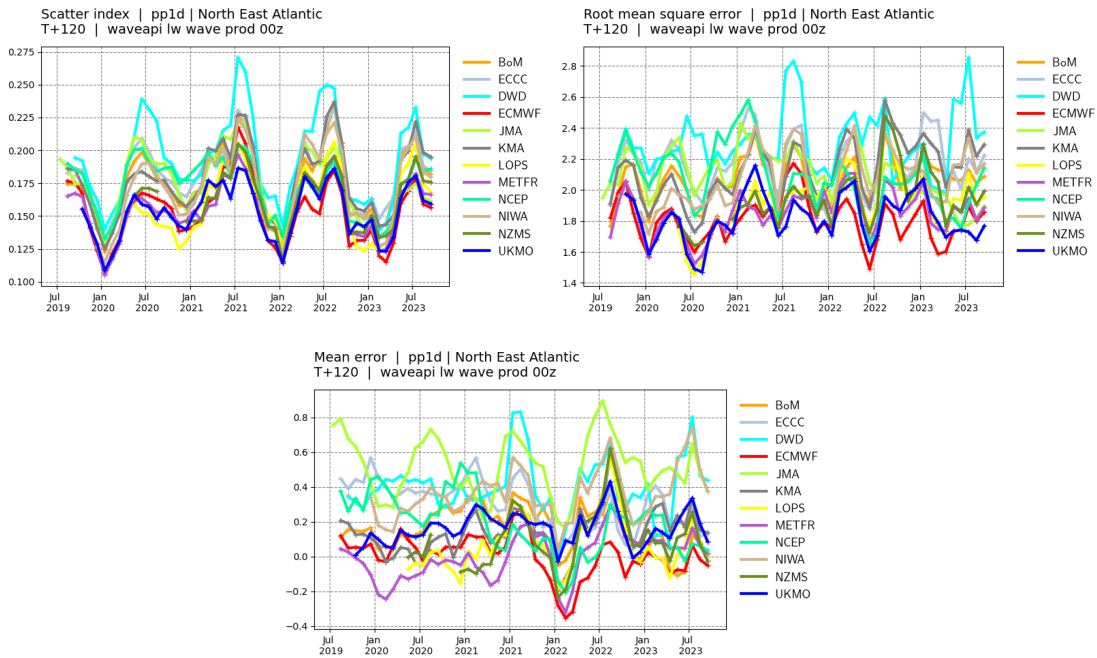 Scatter index | pp1d | North East Atlantic
T+120 | waveapi lw wave prod 00z
0.275
0.250
0.225
0.200
0.175
0.150
0.125
0.100
Jul 2019
Jan 2020
Jul 2020
Jan 2021
Jul 2021
Jan 2022
Jul 2022
Jan 2023
Jul 2023
BoM
ECCC
DWD
ECMWF
JMA
KMA
LOPS
METFR
NCEP
NIWA
NZMS
UKMO
Root mean square error | pp1d | North East Atlantic
T+120 | waveapi lw wave prod 00z
2.8
2.6
2.4
2.2
2.0
1.8
1.6
1.4
Jul 2019
Jan 2020
Jul 2020
Jan 2021
Jul 2021
Jan 2022
Jul 2022
Jan 2023
Jul 2023
BoM
ECCC
DWD
ECMWF
JMA
KMA
LOPS
METFR
NCEP
NIWA
NZMS
UKMO
Mean error | pp1d | North East Atlantic
T+120 | waveapi lw wave prod 00z
0.8
0.6
0.4
0.2
0.0
−0.2
−0.4
Jul 2019
Jan 2020
Jul 2020
Jan 2021
Jul 2021
Jan 2022
Jul 2022
Jan 2023
Jul 2023
BoM
ECCC
DWD
ECMWF
JMA
KMA
LOPS
METFR
NCEP
NIWA
NZMS
UKMO